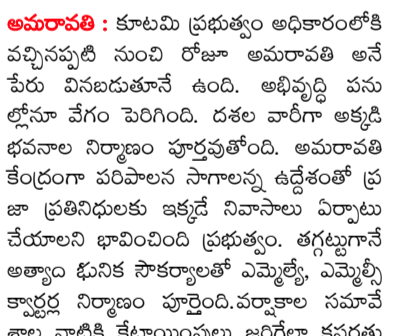 అమరావతి : కూటమి ప్రభుత్వం అధికారంలోకి
వచ్చినప్పటి నుంచి రోజూ అమరావతి అనే
పేరు వినబడుతూనే ఉంది. అభివృద్ధి పను
ల్లోనూ వేగం పెరిగింది. దశల వారీగా అక్కడి
భవనాల నిర్మాణం పూర్తవుతోంది. అమరావతి
కేంద్రంగా పరిపాలన సాగాలన్న ఉద్దేశంతో ప్ర
జా ప్రతినిధులకు ఇక్కడే నివాసాలు ఏర్పాటు
చేయాలని భావించింది ప్రభుత్వం. తగ్గట్టుగానే
అత్యాద ఖునిక సౌకర్యాలతో ఎమ్మెల్యే, ఎమ్మెల్సీ
క్వార్టర్ల నిర్మాణం పూర్తైంది.వర్షాకాల సమావే
శాల నాటికి కేటాయింపులు జరిగేలా కసరత్తు